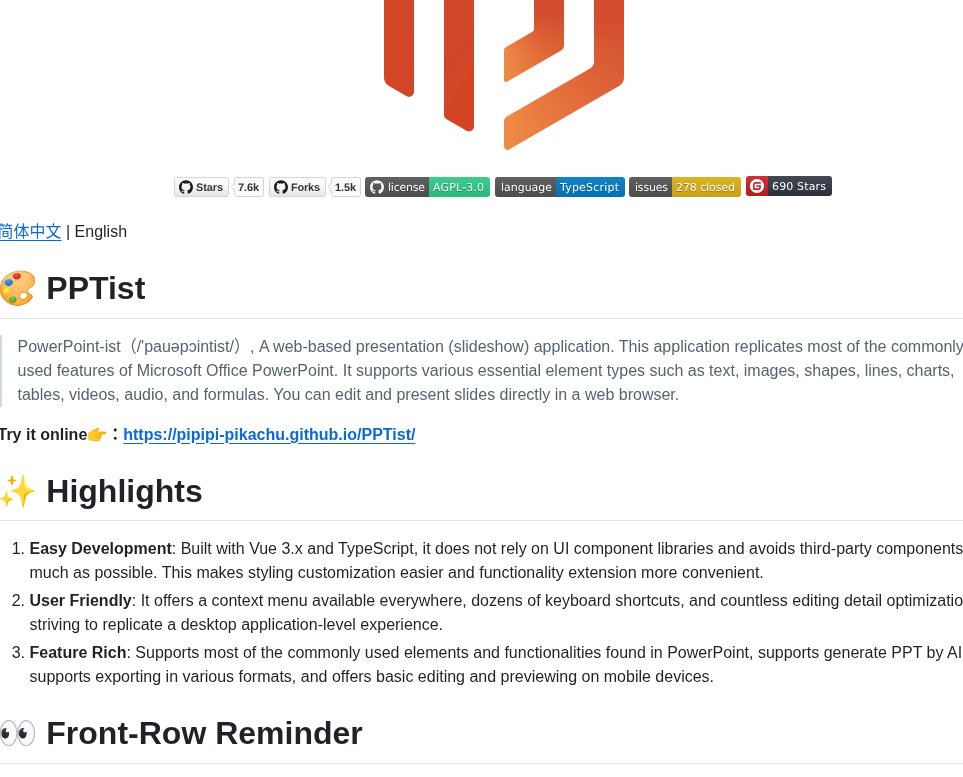 Stars 7.6k Forks 1.5k license AGPL-3.0 language TypeScript issues 278 closed 690 Stars
简体中文 | English
🎨 PPTist
PowerPoint-ist（/'pauəpɔintist/）, A web-based presentation (slideshow) application. This application replicates most of the commonly
used features of Microsoft Office PowerPoint. It supports various essential element types such as text, images, shapes, lines, charts,
tables, videos, audio, and formulas. You can edit and present slides directly in a web browser.
Try it online👉：https://pipipi-pikachu.github.io/PPTist/
✨ Highlights
1. Easy Development: Built with Vue 3.x and TypeScript, it does not rely on UI component libraries and avoids third-party components
much as possible. This makes styling customization easier and functionality extension more convenient.
2. User Friendly: It offers a context menu available everywhere, dozens of keyboard shortcuts, and countless editing detail optimizatio
striving to replicate a desktop application-level experience.
3. Feature Rich: Supports most of the commonly used elements and functionalities found in PowerPoint, supports generate PPT by AI
supports exporting in various formats, and offers basic editing and previewing on mobile devices.
👀 Front-Row Reminder